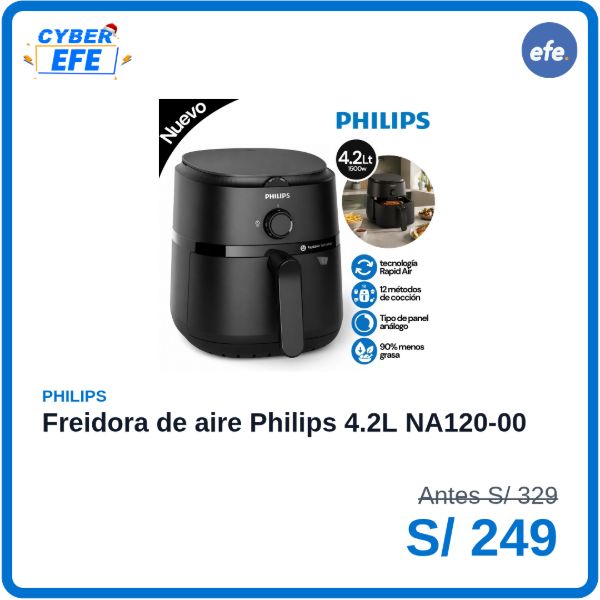 CYBER
EFE
efe.
Nuevo
PHILIPS
4.2Lt
1500w
PHILIPS
tecnología
Rapid Air
12 métodos
de cocción
Tipo de panel
análogo
90% menos
grasa
PHILIPS
Freidora de aire Philips 4.2L NA120-00
Antes S/ 329
S/ 249